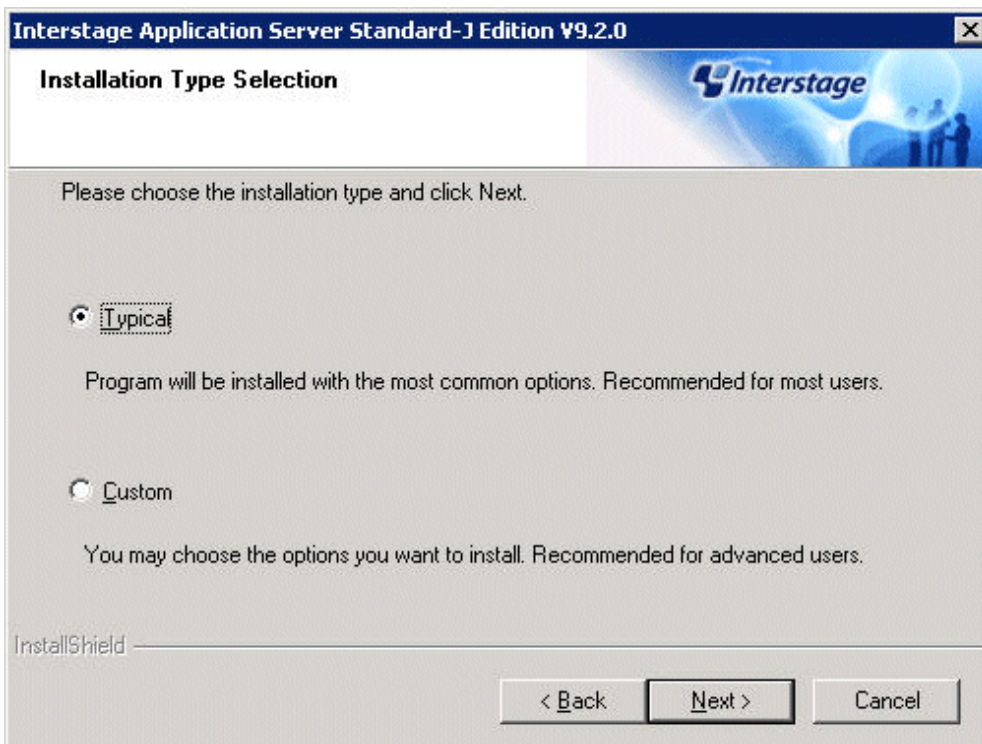 Interstage Application Server Standard-J Edition V9.2.0
Installation Type Selection
Interstage
Please choose the installation type and click Next.
Typical
Program will be installed with the most common options. Recommended for most users.
Custom
You may choose the options you want to install. Recommended for advanced users.
InstallShield
< Back
Next >
Cancel